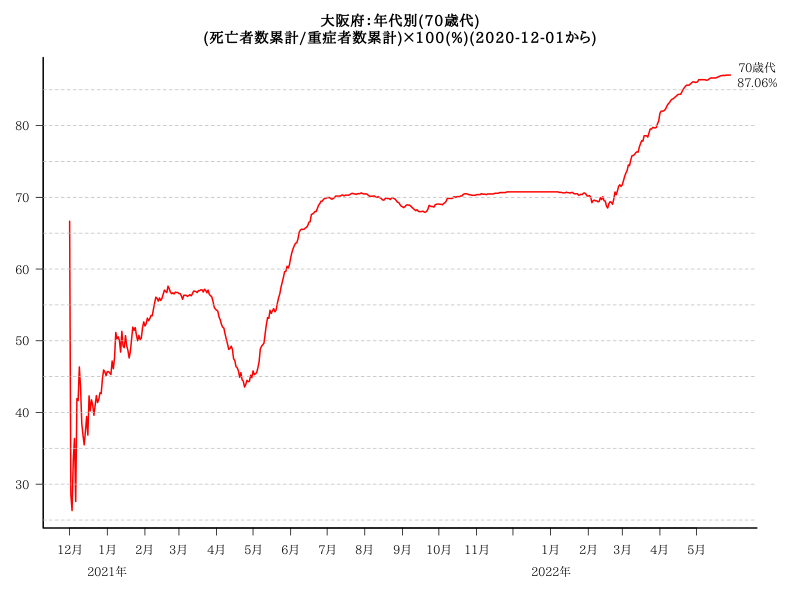 大阪府：年代別(70歳代)
(死亡者数累計/重症者数累計)×100(%)(2020-12-01から)
70歳代
87.06%
80
70
60
50
40
30
12月 1月 2月 3月 4月 5月 6月 7月 8月 9月 10月 11月 1月 2月 3月 4月 5月
2021年 2022年